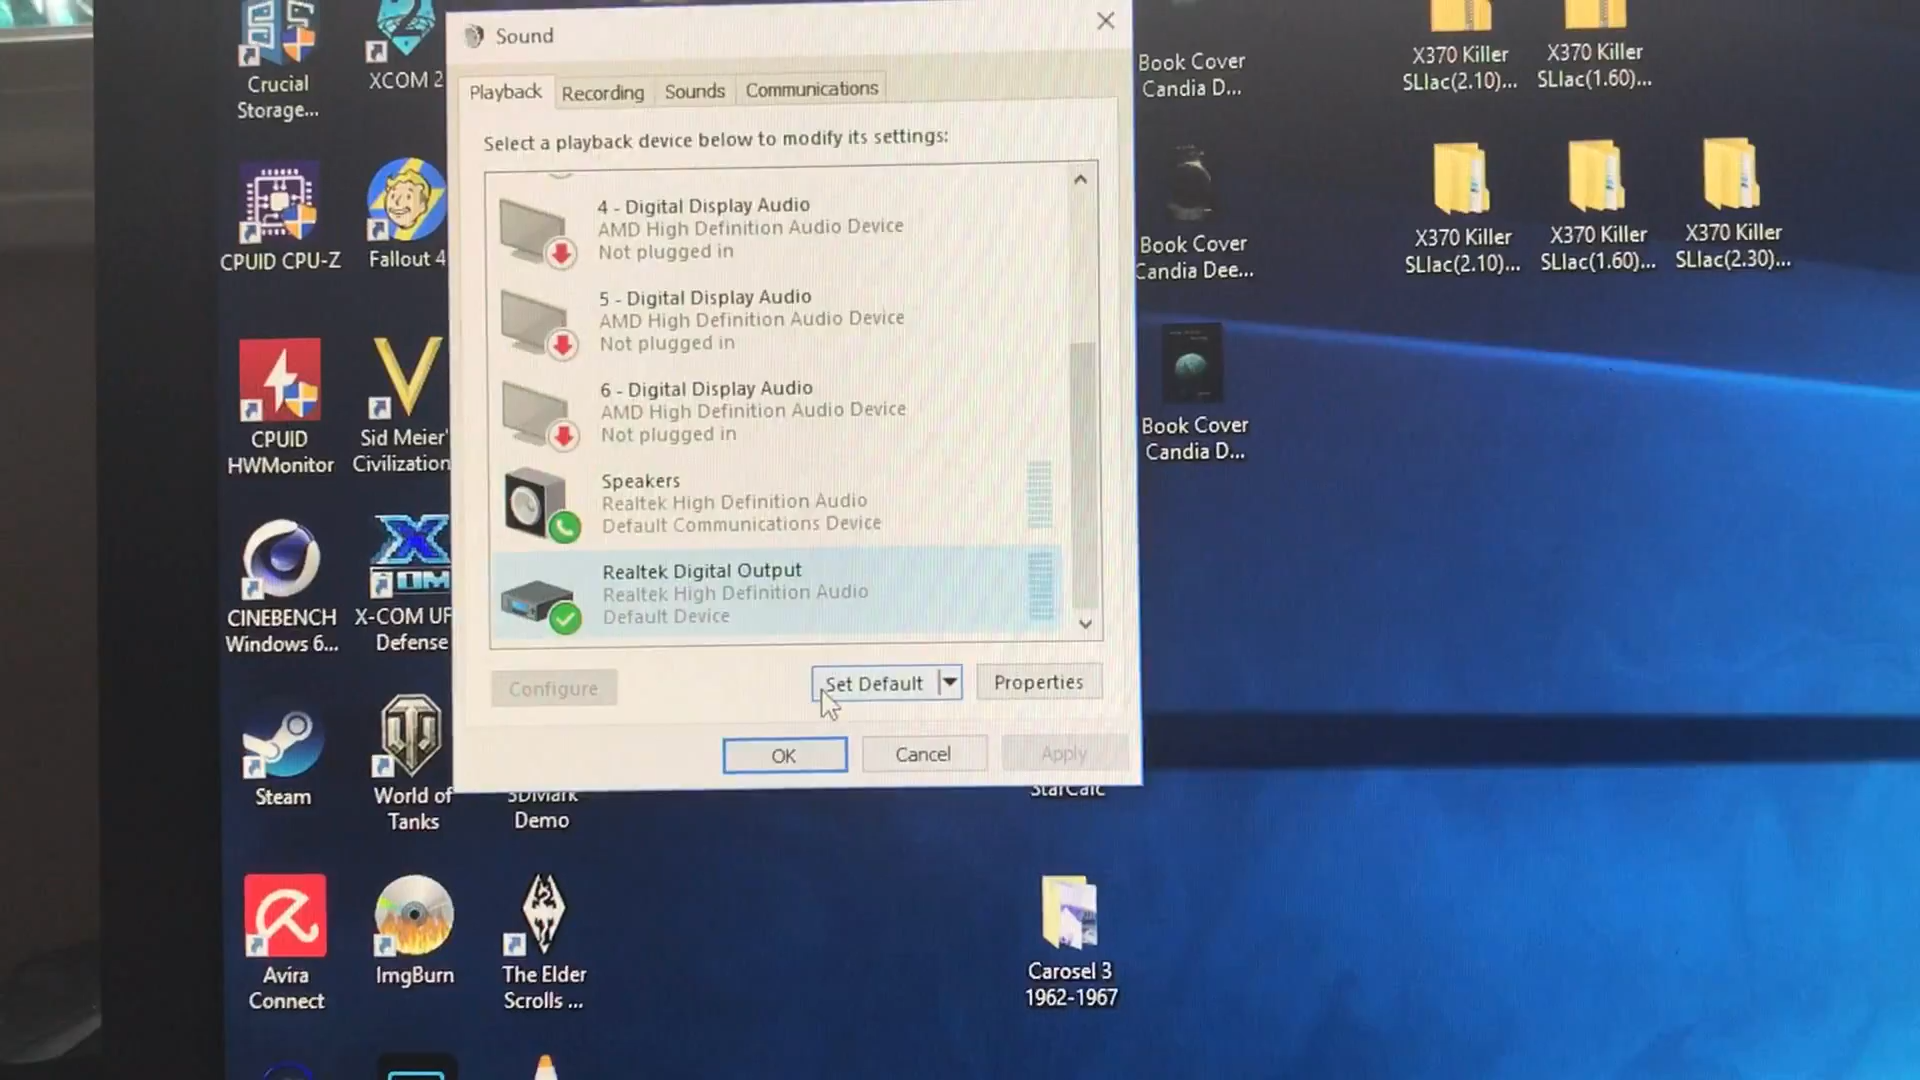 Sound
Playback
Recording
Sounds
Communications
Select a playback device below to modify its settings:
4 - Digital Display Audio
AMD High Definition Audio Device
Not plugged in
5 - Digital Display Audio
AMD High Definition Audio Device
Not plugged in
6 - Digital Display Audio
AMD High Definition Audio Device
Not plugged in
Speakers
Realtek High Definition Audio
Default Communications Device
Realtek Digital Output
Realtek High Definition Audio
Default Device
Configure
Set Default
Properties
OK
Cancel
Apply
Crucial
Storage...
XCOM 2
CPUID CPU-Z
Fallout 4
CPUID
HWMonitor
Sid Meier'
Civilization
CINEBENCH
Windows 6...
X-COM UF
Defense
Steam
World of
Tanks
3DMark
Demo
Avira
Connect
ImgBurn
The Elder
Scrolls ...
StarCalc
Carosel 3
1962-1967
Book Cover
Candia D...
Book Cover
Candia Dee...
Book Cover
Candia D...
X370 Killer
SLIac(2.10)...
X370 Killer
SLIac(1.60)...
X370 Killer
SLIac(2.10)...
X370 Killer
SLIac(1.60)...
X370 Killer
SLIac(2.30)...